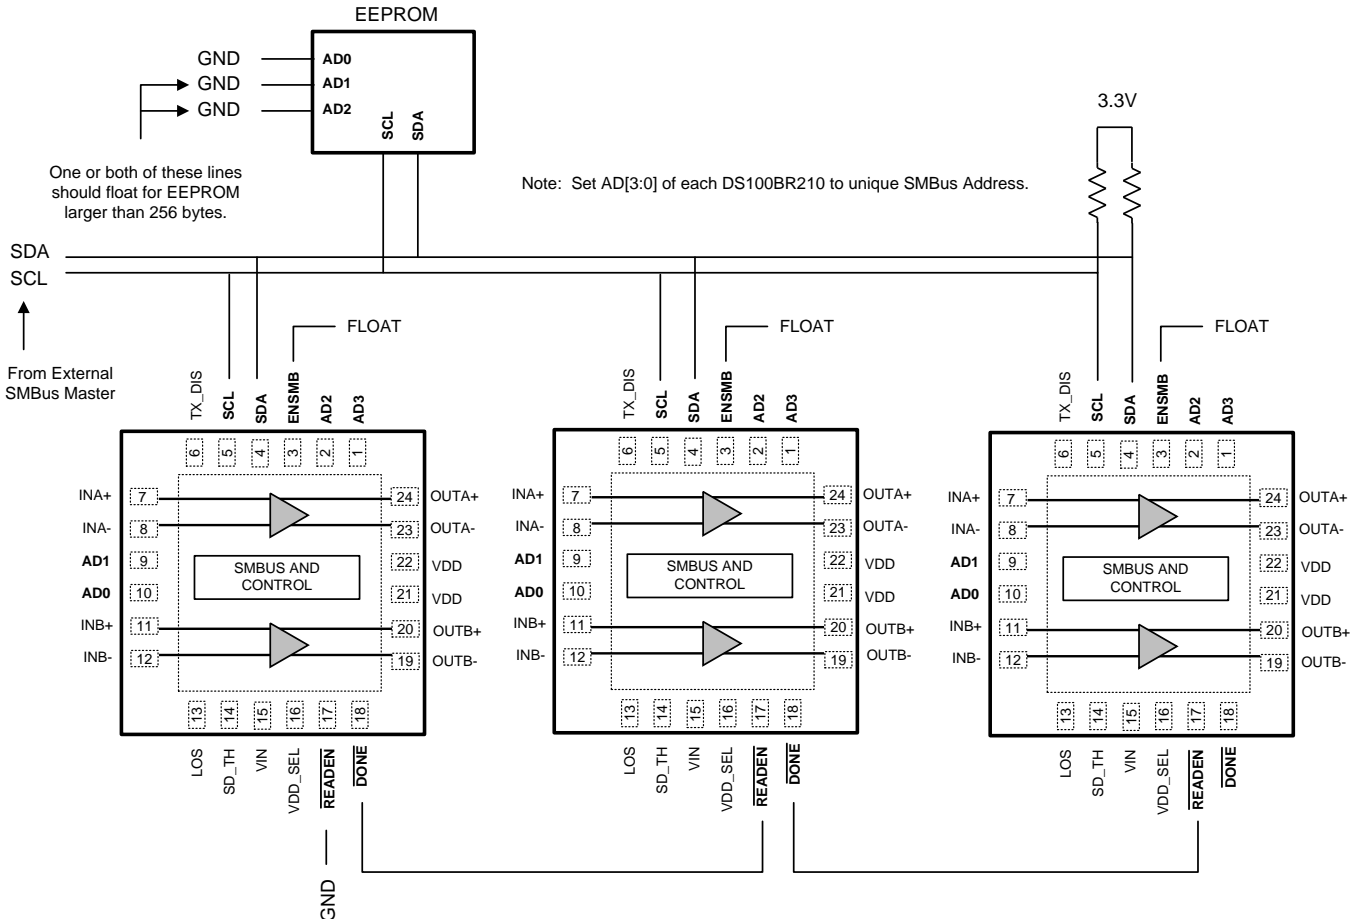 EEPROM
GND
AD0
GND
AD1
GND
AD2
SCL
SDA
3.3V
One or both of these lines
should float for EEPROM
larger than 256 bytes.
Note: Set AD[3:0] of each DS100BR210 to unique SMBus Address.
SDA
SCL
From External
SMBus Master
FLOAT
TX_DIS
SCL
SDA
ENSMB
AD2
AD3
6
5
4
3
2
1
INA+
7
24
OUTA+
INA-
8
23
OUTA-
AD1
9
22
VDD
AD0
10
21
VDD
SMBUS AND
CONTROL
INB+
11
20
OUTB+
INB-
12
19
OUTB-
13
14
15
16
17
18
LOS
SD_TH
VIN
VDD_SEL
READEN
DONE
GND
FLOAT
TX_DIS
SCL
SDA
ENSMB
AD2
AD3
6
5
4
3
2
1
INA+
7
24
OUTA+
INA-
8
23
OUTA-
AD1
9
22
VDD
AD0
10
21
VDD
SMBUS AND
CONTROL
INB+
11
20
OUTB+
INB-
12
19
OUTB-
13
14
15
16
17
18
LOS
SD_TH
VIN
VDD_SEL
READEN
DONE
FLOAT
TX_DIS
SCL
SDA
ENSMB
AD2
AD3
6
5
4
3
2
1
INA+
7
24
OUTA+
INA-
8
23
OUTA-
AD1
9
22
VDD
AD0
10
21
VDD
SMBUS AND
CONTROL
INB+
11
20
OUTB+
INB-
12
19
OUTB-
13
14
15
16
17
18
LOS
SD_TH
VIN
VDD_SEL
READEN
DONE